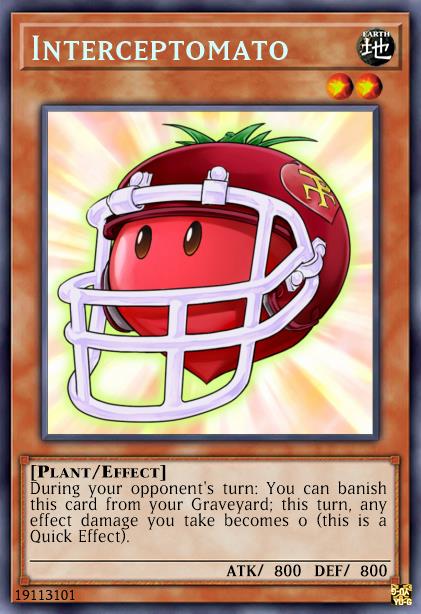 INTERCEPTOMATO
EARTH
地
[PLANT/EFFECT]
During your opponent's turn: You can banish
this card from your Graveyard; this turn, any
effect damage you take becomes 0 (this is a
Quick Effect).
ATK/ 800 DEF/ 800
19113101